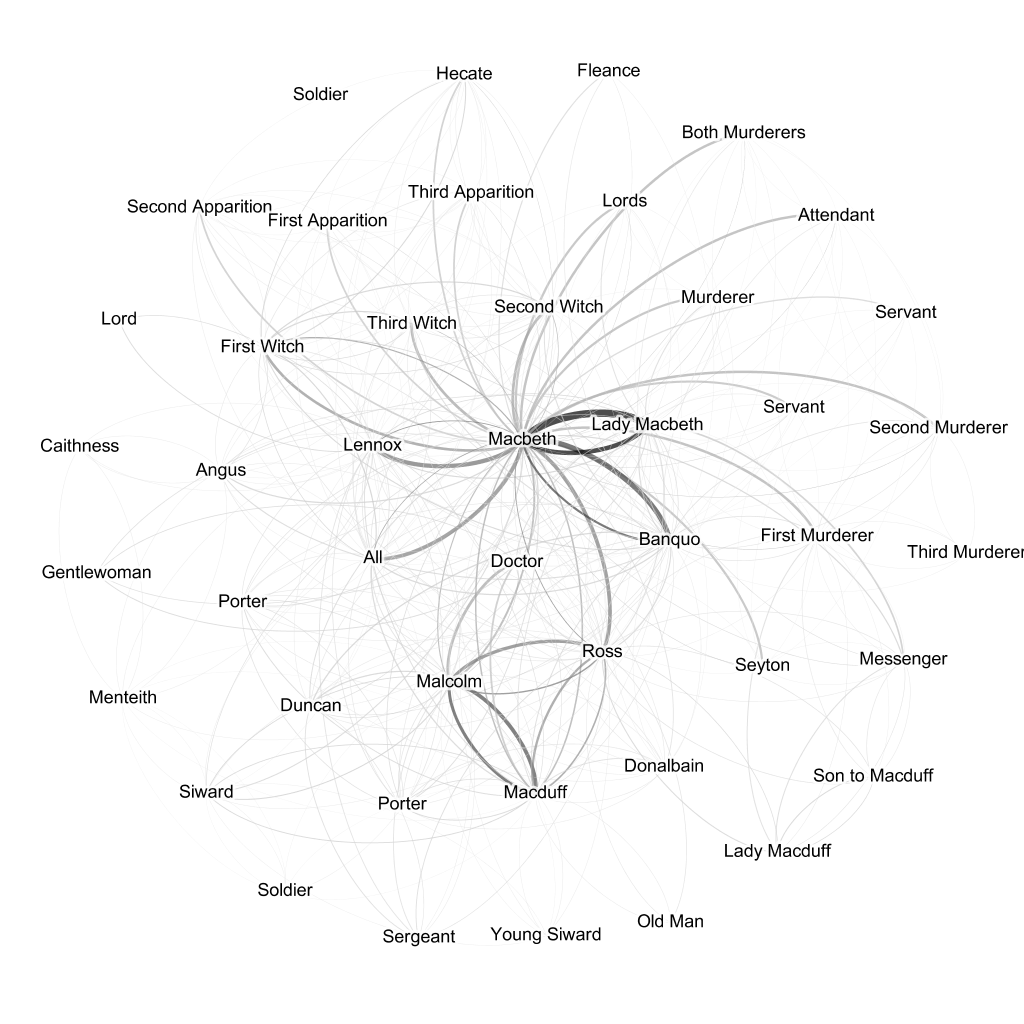 Hecate
Fleance
Soldier
Both Murderers
Third Apparition
Lords
Second Apparition
First Apparition
Attendant
Murderer
Second Witch
Servant
Lord
Third Witch
First Witch
Servant
Lady Macbeth
Second Murderer
Macbeth
Lennox
Caithness
Angus
First Murderer
Banquo
Third Murderer
All
Doctor
Gentlewoman
Porter
Ross
Messenger
Seyton
Malcolm
Menteith
Duncan
Donalbain
Son to Macduff
Siward
Macduff
Porter
Lady Macduff
Soldier
Old Man
Young Siward
Sergeant